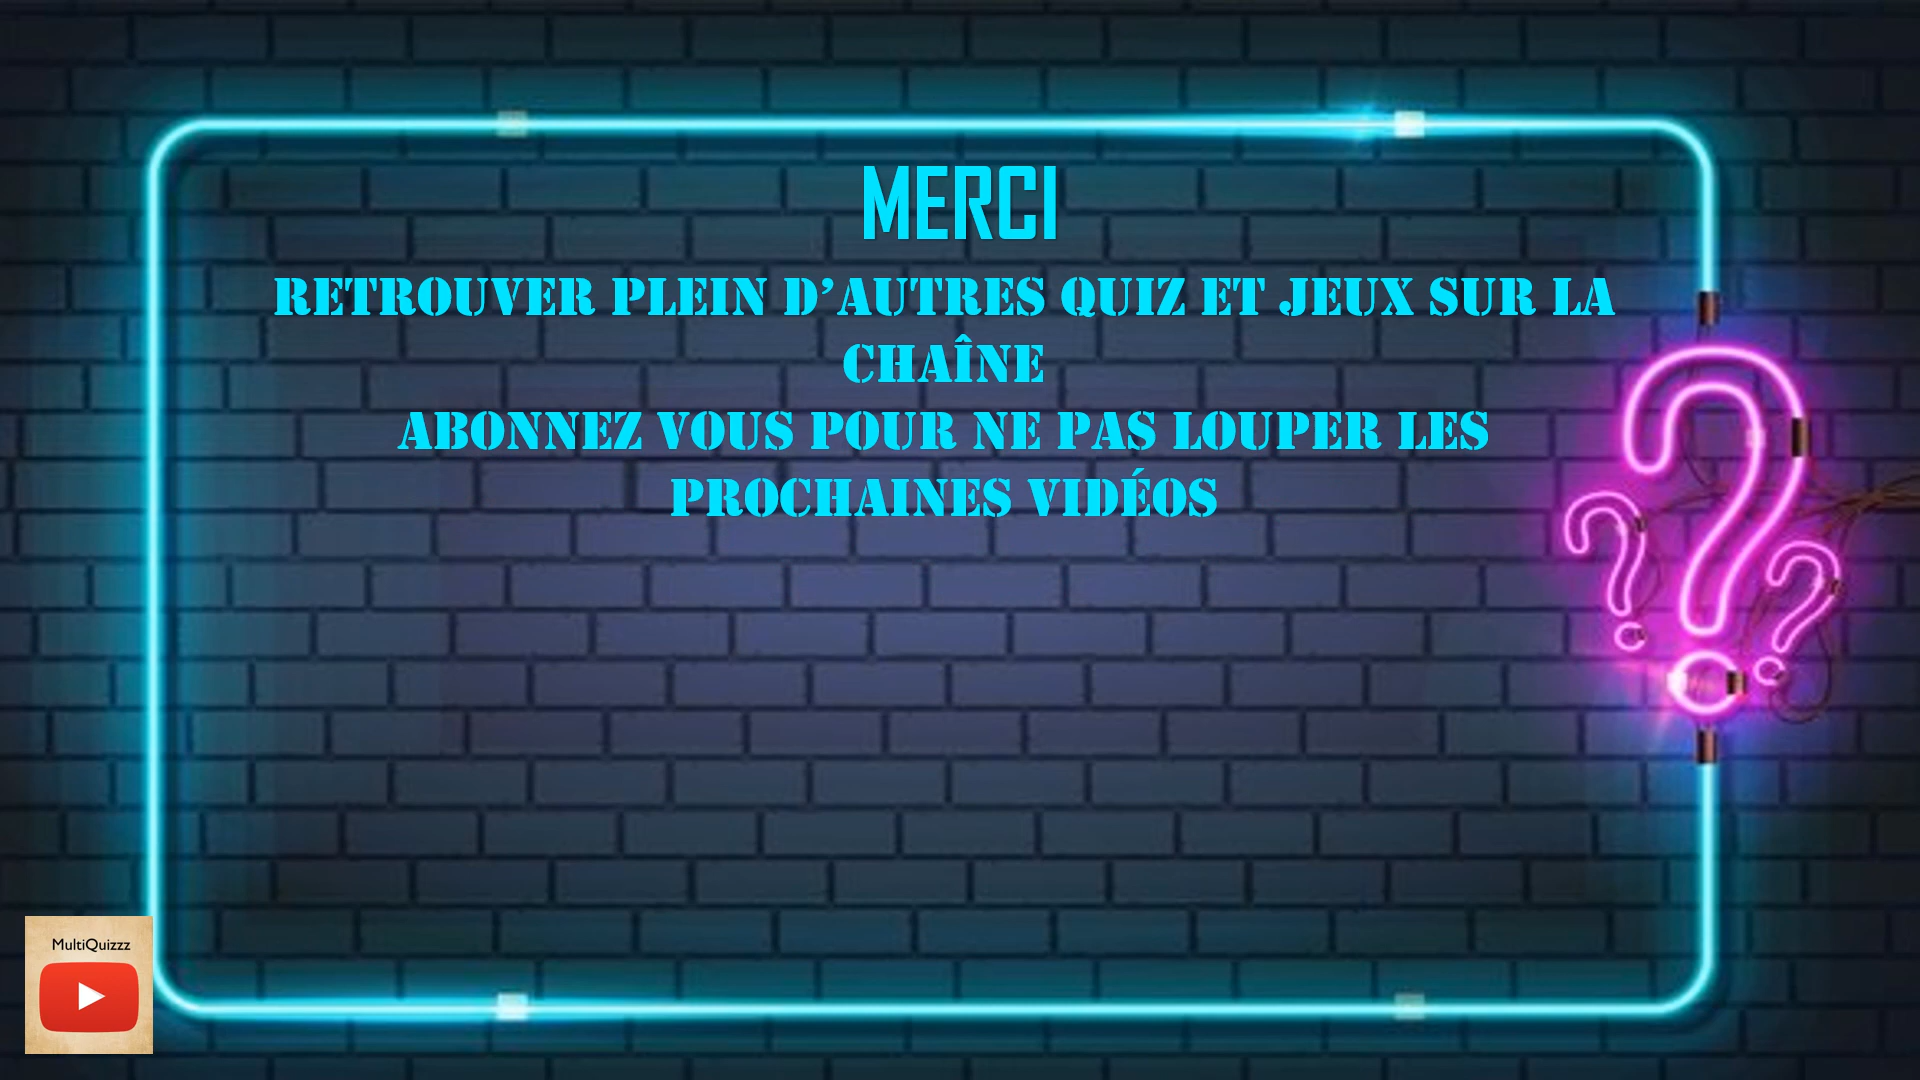 MERCI
RETROUVER PLEIN D’AUTRES QUIZ ET JEUX SUR LA
CHAÎNE
ABONNEZ VOUS POUR NE PAS LOUPER LES
PROCHAINES VIDÉOS
MultiQuizzz